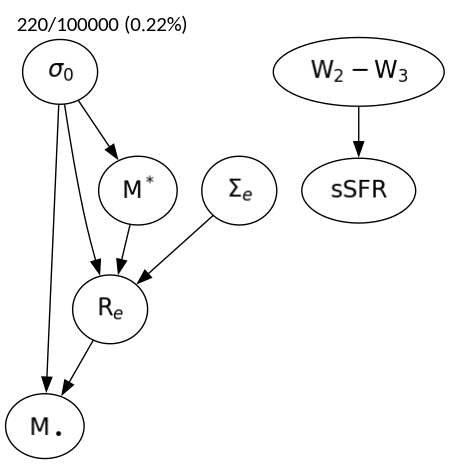 220/100000 (0.22%)
σ₀
W₂ − W₃
M*
Σₑ
sSFR
Rₑ
M•